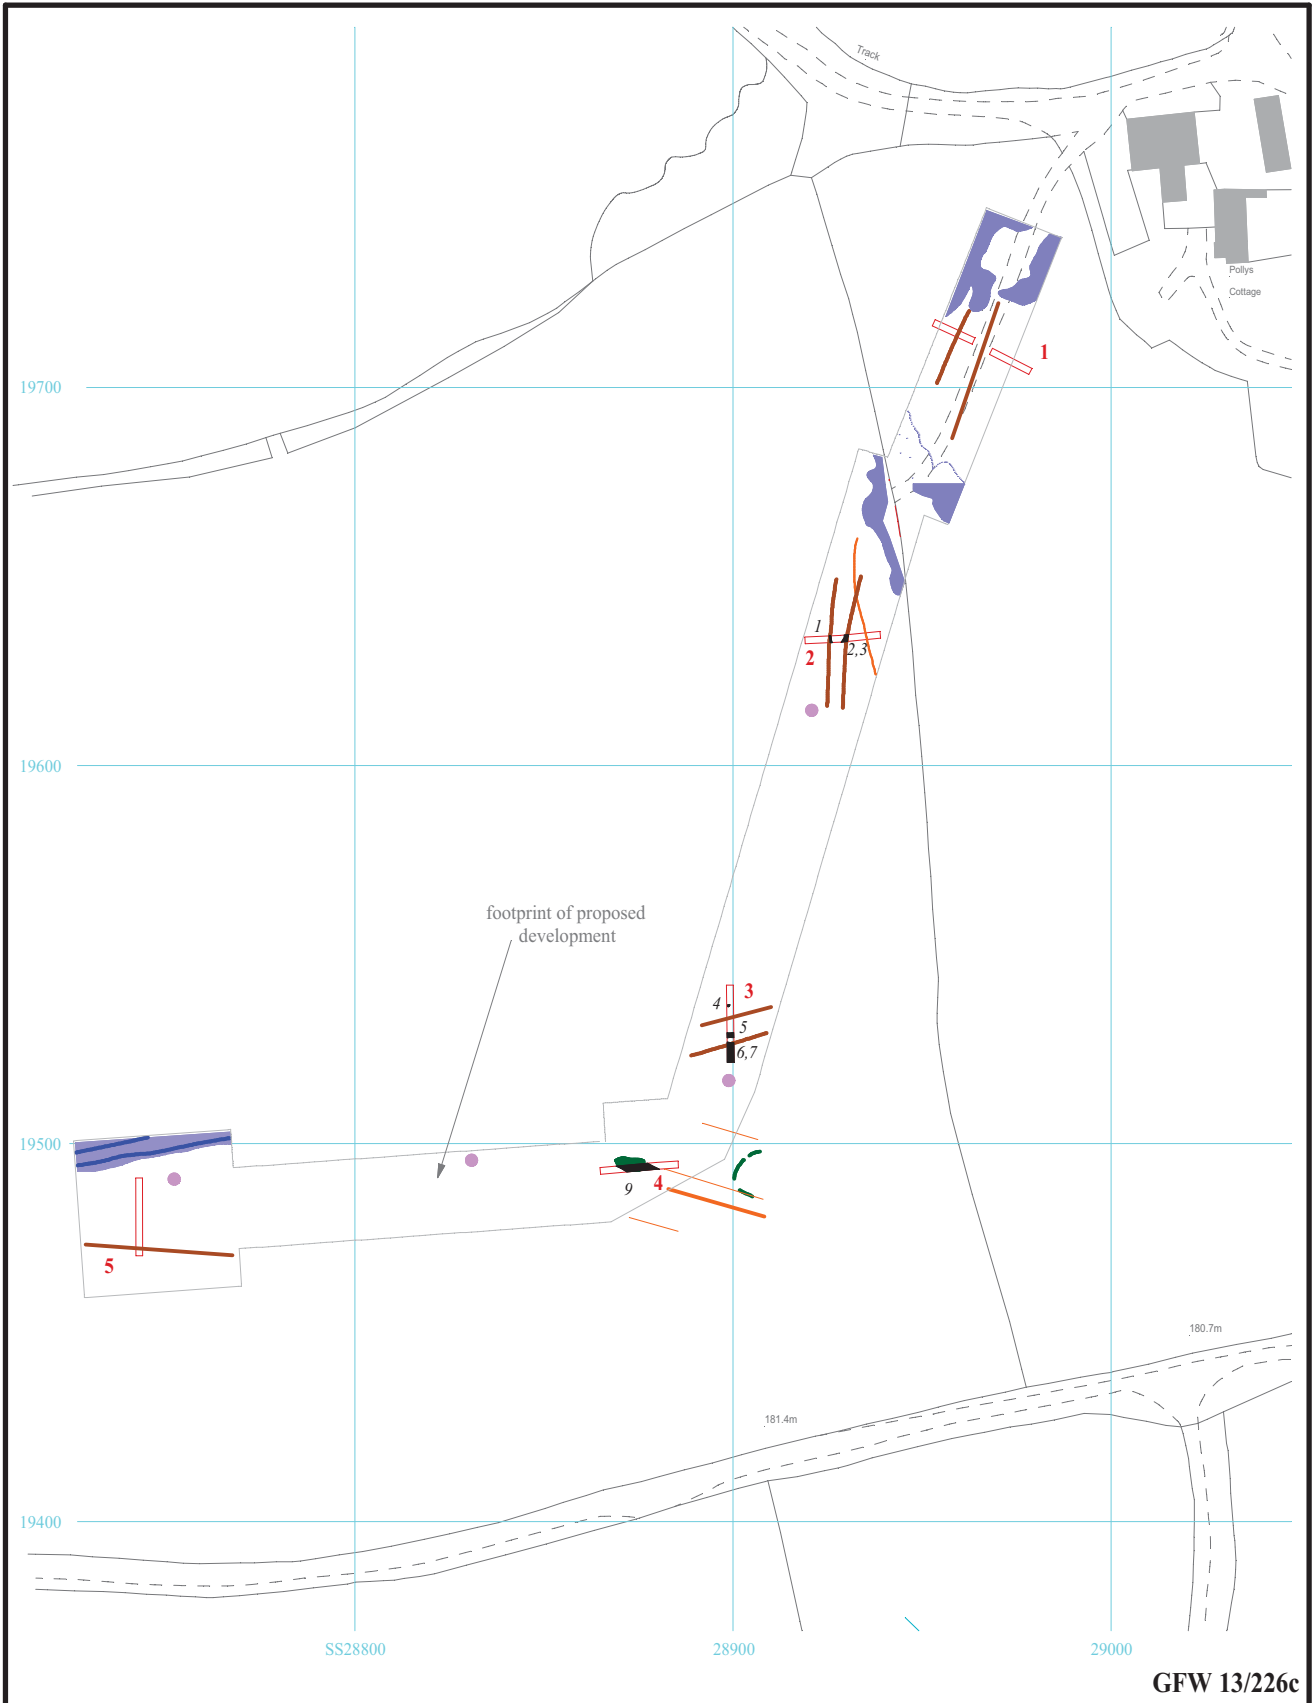 Track
Pollys
Cottage
1
19700
1
2,3
2
19600
footprint of proposed
development
3
4
5
6,7
19500
4
9
5
180.7m
181.4m
19400
SS28800
28900
29000
GFW 13/226c